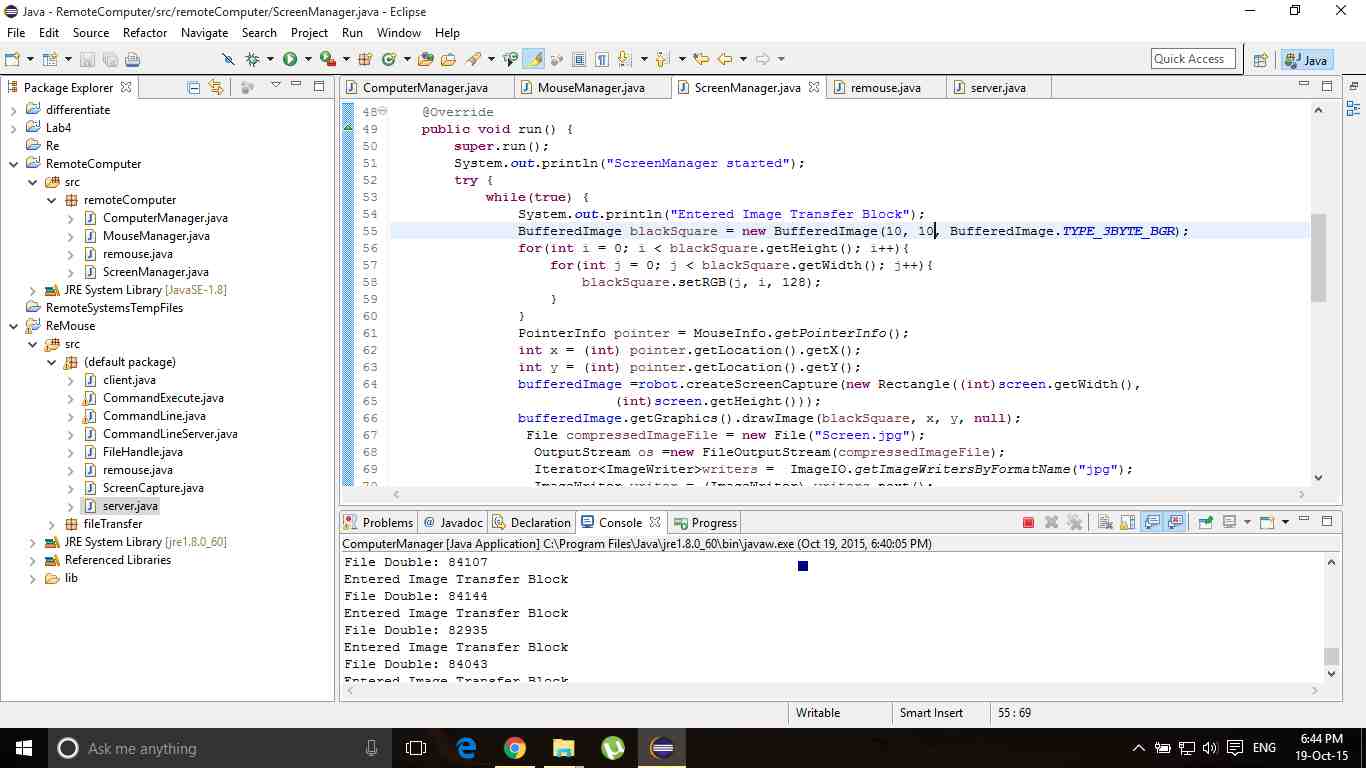 Java - RemoteComputer/src/remoteComputer/ScreenManager.java - Eclipse
File Edit Source Refactor Navigate Search Project Run Window Help
Quick Access Java
Package Explorer
differentiate
Lab4
Re
RemoteComputer
src
remoteComputer
ComputerManager.java
MouseManager.java
remouse.java
ScreenManager.java
JRE System Library [JavaSE-1.8]
RemoteSystemsTempFiles
ReMouse
src
(default package)
client.java
CommandExecute.java
CommandLine.java
CommandLineServer.java
FileHandle.java
remouse.java
ScreenCapture.java
server.java
fileTransfer
JRE System Library [jre1.8.0_60]
Referenced Libraries
lib
ComputerManager.java MouseManager.java ScreenManager.java remouse.java server.java
48 @Override
49 public void run() {
50 super.run();
51 System.out.println("ScreenManager started");
52 try {
53 while(true) {
54 System.out.println("Entered Image Transfer Block");
55 BufferedImage blackSquare = new BufferedImage(10, 10, BufferedImage.TYPE_3BYTE_BGR);
56 for(int i = 0; i < blackSquare.getHeight(); i++){
57 for(int j = 0; j < blackSquare.getWidth(); j++){
58 blackSquare.setRGB(j, i, 128);
59 }
60 }
61 PointerInfo pointer = MouseInfo.getPointerInfo();
62 int x = (int) pointer.getLocation().getX();
63 int y = (int) pointer.getLocation().getY();
64 bufferedImage =robot.createScreenCapture(new Rectangle((int)screen.getWidth(),
65 (int)screen.getHeight()));
66 bufferedImage.getGraphics().drawImage(blackSquare, x, y, null);
67 File compressedImageFile = new File("Screen.jpg");
68 OutputStream os =new FileOutputStream(compressedImageFile);
69 Iterator<ImageWriter>writers = ImageIO.getImageWritersByFormatName("jpg");
70 ImageWriter writer = (ImageWriter) writers.next();
Problems @ Javadoc Declaration Console Progress
ComputerManager [Java Application] C:\Program Files\Java\jre1.8.0_60\bin\javaw.exe (Oct 19, 2015, 6:40:05 PM)
File Double: 84107
Entered Image Transfer Block
File Double: 84144
Entered Image Transfer Block
File Double: 82935
Entered Image Transfer Block
File Double: 84043
Entered Image Transfer Block
Writable Smart Insert 55 : 69
Ask me anything ENG 6:44 PM
19-Oct-15